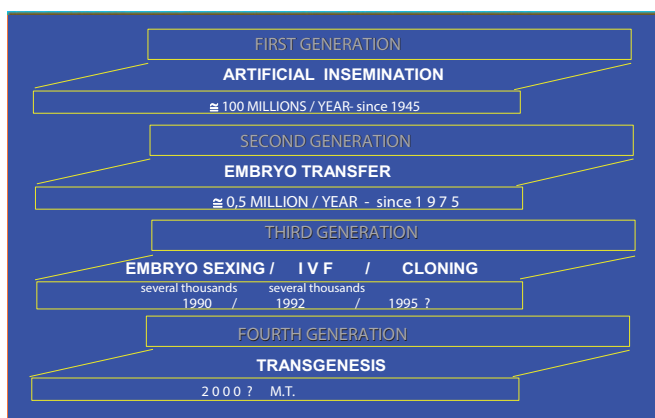 FIRST GENERATION
ARTIFICIAL INSEMINATION
≅ 100 MILLIONS / YEAR- since 1945
SECOND GENERATION
EMBRYO TRANSFER
≅ 0,5 MILLION / YEAR - since 1 9 7 5
THIRD GENERATION
EMBRYO SEXING / I V F / CLONING
several thousands several thousands
1990 / 1992 / 1995 ?
FOURTH GENERATION
TRANSGENESIS
2 0 0 0 ? M.T.